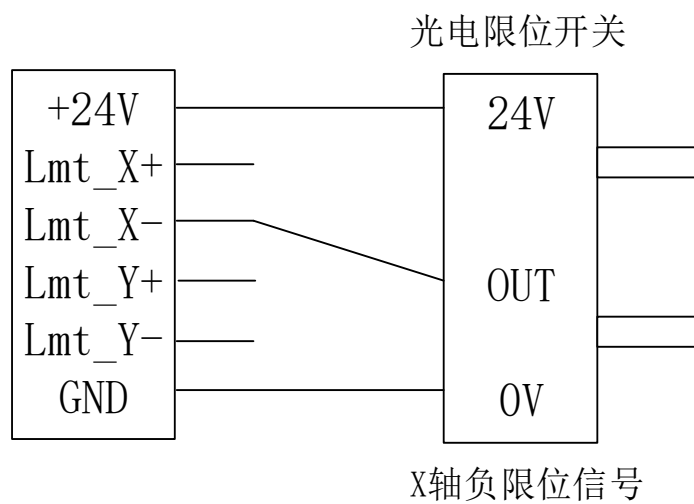 光电限位开关
+24V
Lmt_X+
Lmt_X-
Lmt_Y+
Lmt_Y-
GND
24V
OUT
0V
X轴负限位信号